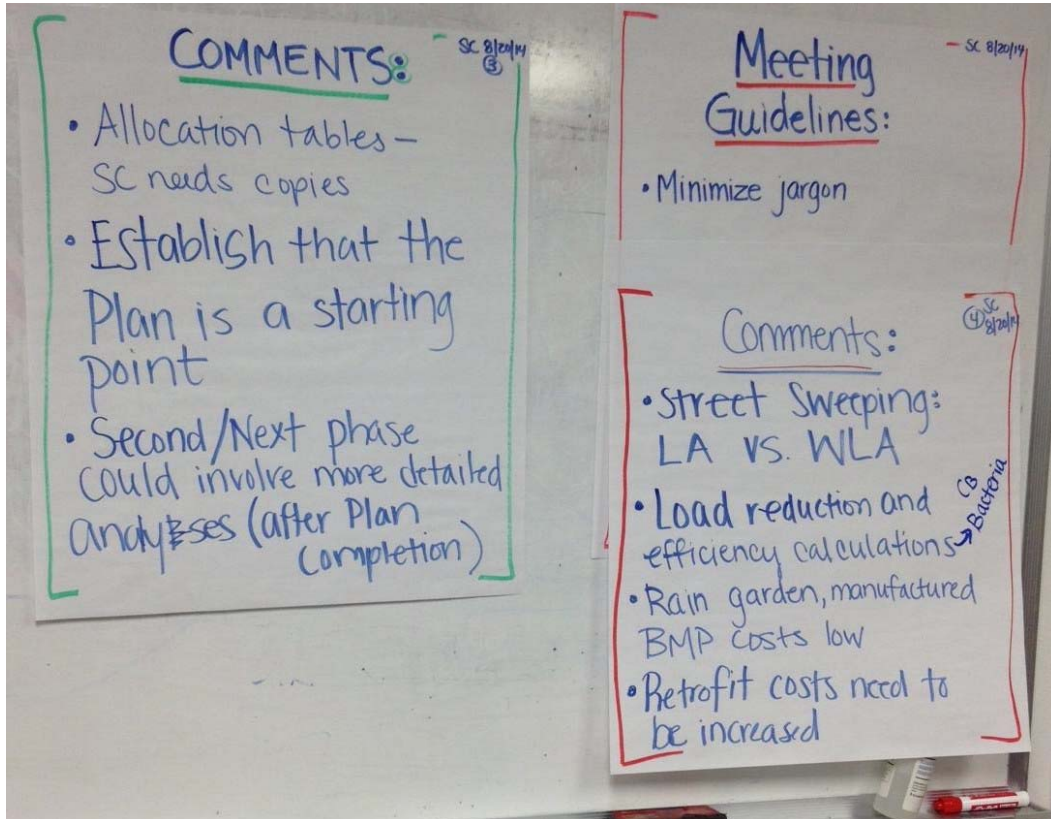 COMMENTS:
SC 8/20/14
③
• Allocation tables –
SC needs copies
• Establish that the
Plan is a starting
point
• Second/Next phase
could involve more detailed
analyses (after Plan
completion)
Meeting
Guidelines:
– SC 8/20/14
• Minimize jargon
Comments:
④ SC
8/20/14
• Street Sweeping:
LA VS. WLA
• Load reduction and
efficiency calculations →
CB
Bacteria
• Rain garden, manufactured
BMP costs low
• Retrofit costs need to
be increased